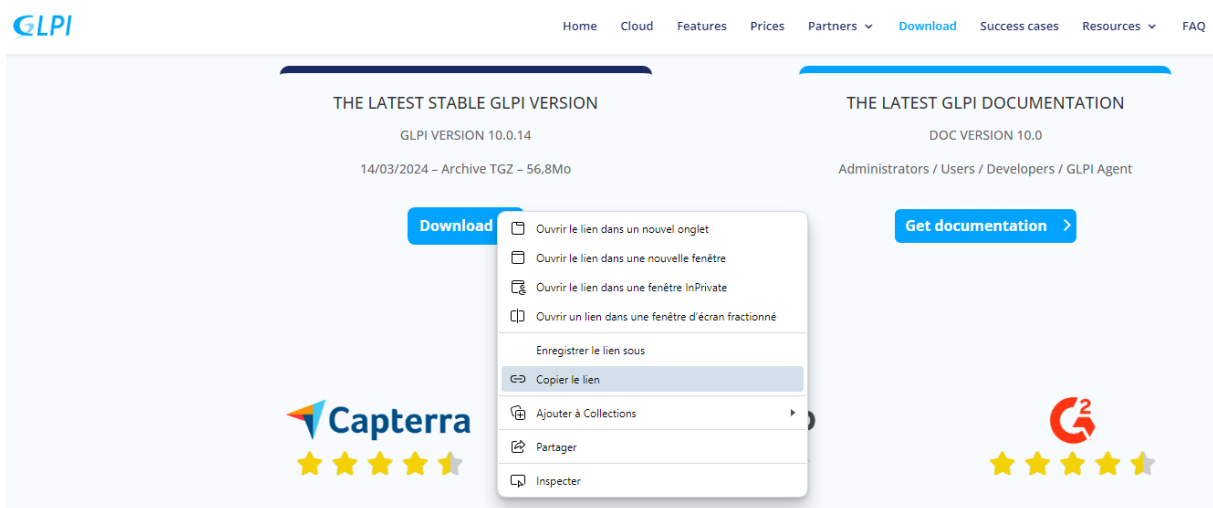 GLPI
Home Cloud Features Prices Partners Download Success cases Resources FAQ
THE LATEST STABLE GLPI VERSION
GLPI VERSION 10.0.14
14/03/2024 – Archive TGZ – 56,8Mo
Download
THE LATEST GLPI DOCUMENTATION
DOC VERSION 10.0
Administrators / Users / Developers / GLPI Agent
Get documentation
Ouvrir le lien dans un nouvel onglet
Ouvrir le lien dans une nouvelle fenêtre
Ouvrir le lien dans une fenêtre InPrivate
Ouvrir un lien dans une fenêtre d'écran fractionné
Enregistrer le lien sous
Copier le lien
Ajouter à Collections
Partager
Inspecter
Capterra
G2